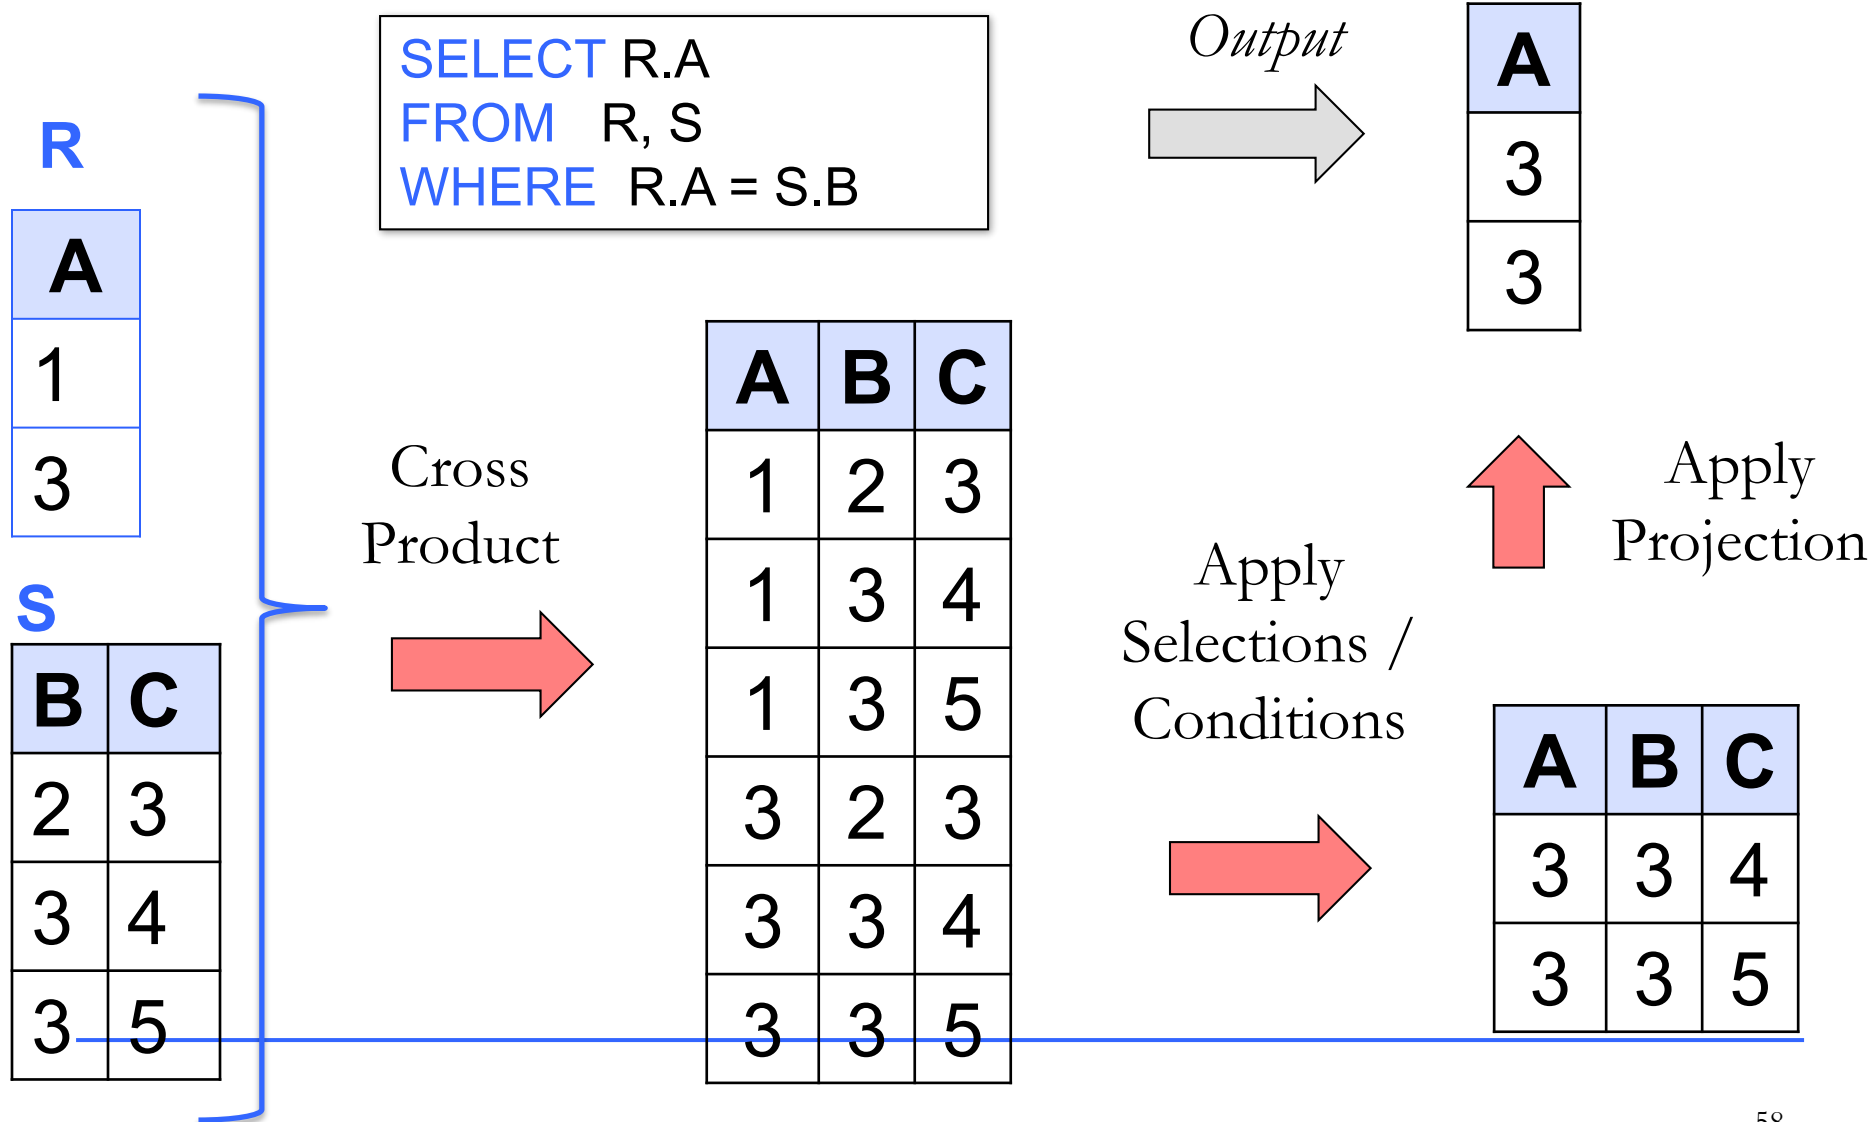 SELECT R.A
FROM R, S
WHERE R.A = S.B
Output
A
3
3
R
A
1
3
S
B C
2 3
3 4
3 5
Cross
Product
A B C
1 2 3
1 3 4
1 3 5
3 2 3
3 3 4
3 3 5
Apply
Selections /
Conditions
A B C
3 3 4
3 3 5
Apply
Projection
58